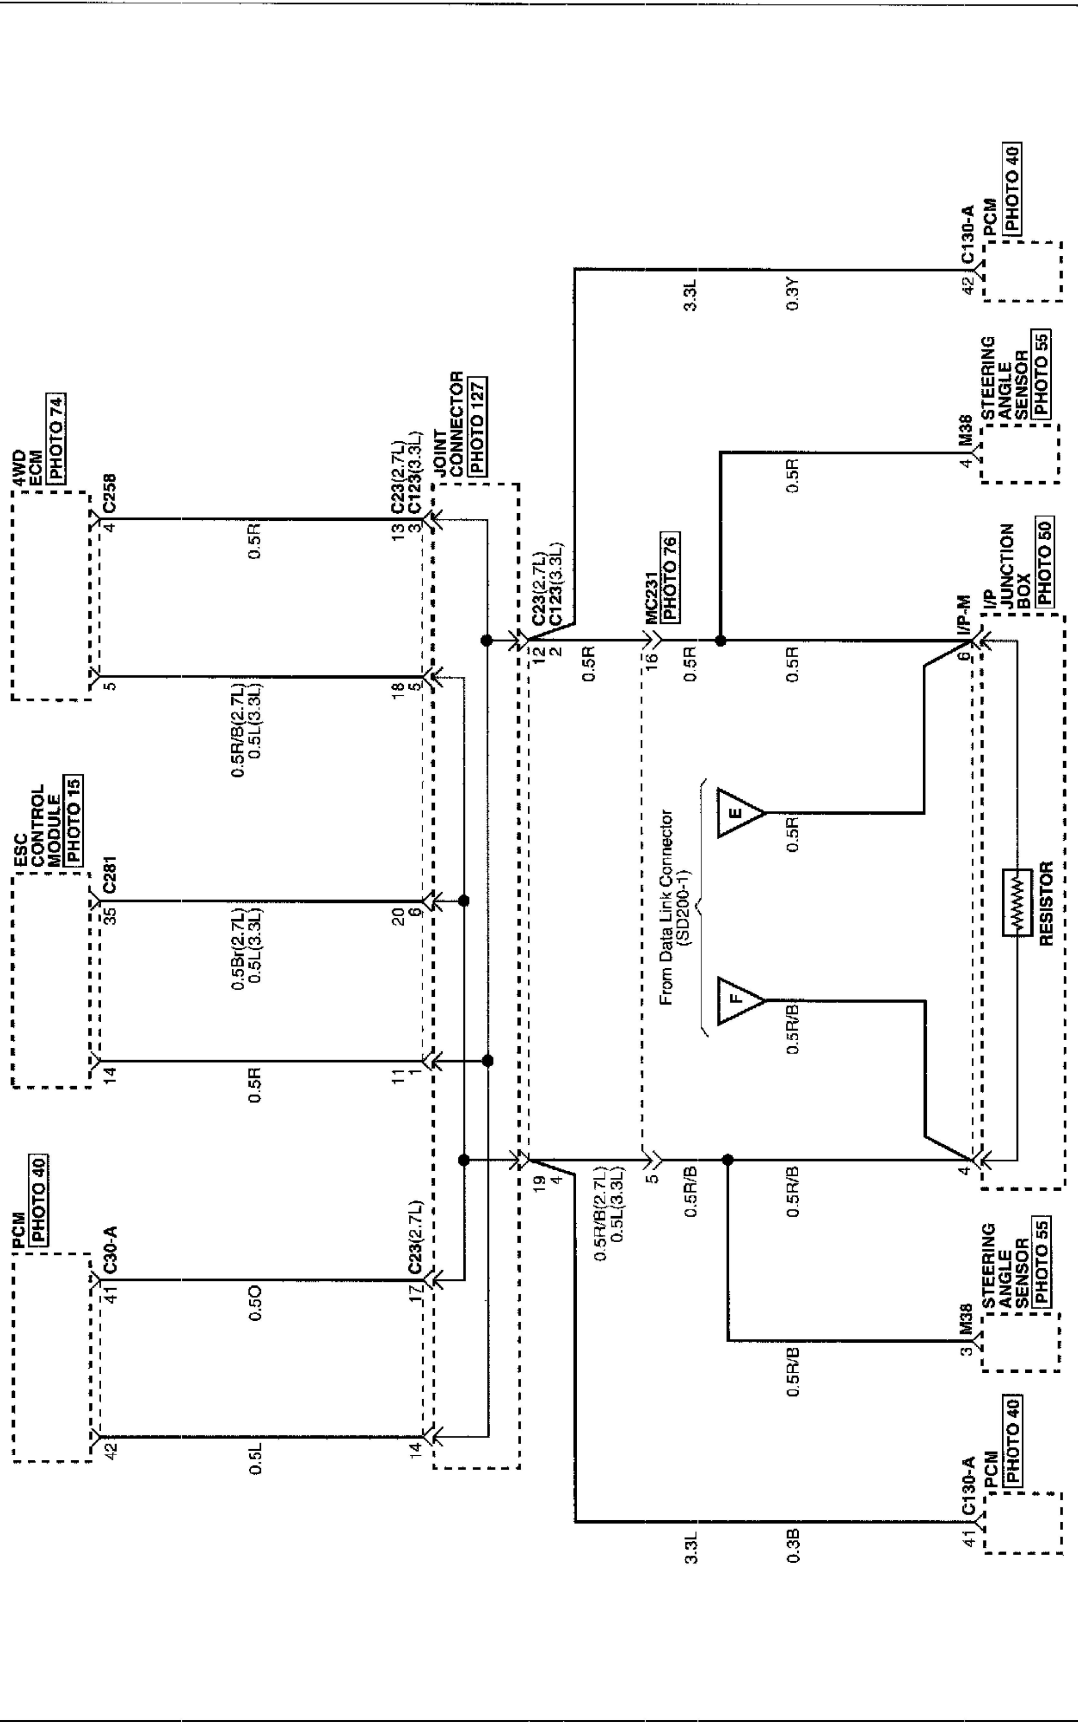 PCM
PHOTO 40
42
41
C30-A
0.5L
0.5O
14
17
C23(2.7L)
ESC
CONTROL
MODULE
PHOTO 15
14
35
C281
0.5R
0.5Br(2.7L)
0.5L(3.3L)
11
1
20
6
4WD
ECM
PHOTO 74
5
4
C258
0.5R/B(2.7L)
0.5L(3.3L)
0.5R
18
5
13
3
C23(2.7L)
C123(3.3L)
JOINT
CONNECTOR
PHOTO 127
19
4
12
2
C23(2.7L)
C123(3.3L)
0.5R/B(2.7L)
0.5L(3.3L)
0.5R
5
16
MC231
PHOTO 76
3.3L
0.5R/B
From Data Link Connector
(SD200-1)
0.5R
3.3L
F
E
0.3B
0.5R/B
0.5R/B
0.5R/B
0.5R
0.5R
0.5R
0.3Y
41
C130-A
PCM
PHOTO 40
3
M38
STEERING
ANGLE
SENSOR
PHOTO 55
4
6
I/P-M
I/P
JUNCTION
BOX
PHOTO 50
RESISTOR
4
M38
STEERING
ANGLE
SENSOR
PHOTO 55
42
C130-A
PCM
PHOTO 40